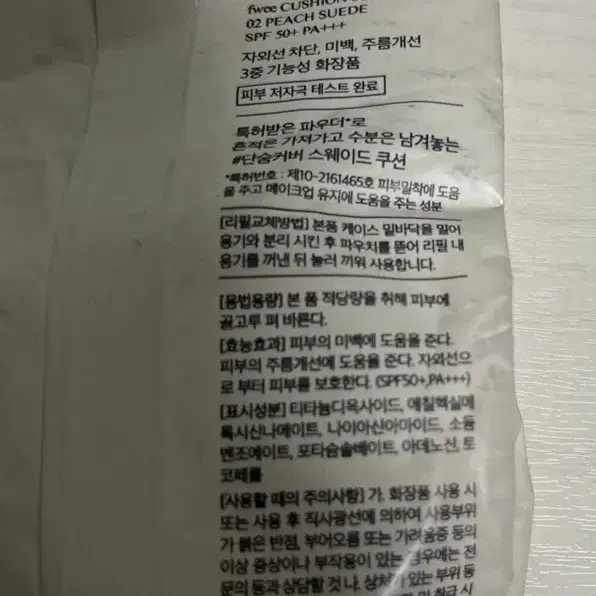 fwee CUSHION
02 PEACH SUEDE
SPF 50+ PA+++
자외선 차단, 미백, 주름개선
3중 기능성 화장품
피부 저자극 테스트 완료
특허받은 파우더*로
흔적은 가져가고 수분은 남겨놓는
#단숨커버 스웨이드 쿠션
*특허번호 : 제10-2161465호 피부밀착에 도움
을 주고 메이크업 유지에 도움을 주는 성분
[리필교체방법] 본품 케이스 밑바닥을 밀어
용기와 분리 시킨 후 파우치를 뜯어 리필 내
용기를 꺼낸 뒤 눌러 끼워 사용합니다.
[용법용량] 본 품 적당량을 취해 피부에
골고루 펴 바른다.
[효능효과] 피부의 미백에 도움을 준다.
피부의 주름개선에 도움을 준다. 자외선으
로 부터 피부를 보호한다. (SPF50+,PA+++)
[표시성분] 티타늄디옥사이드, 에칠헥실메
톡시신나메이트, 나이아신아마이드, 소듐
벤조에이트, 포타슘솔베이트, 아데노신, 토
코페롤
[사용할 때의 주의사항] 가. 화장품 사용 시
또는 사용 후 직사광선에 의하여 사용부위
가 붉은 반점, 부어오름 또는 가려움증 등의
이상 증상이나 부작용이 있는 경우에는 전
문의 등과 상담할 것 나. 상처가 있는 부위 등